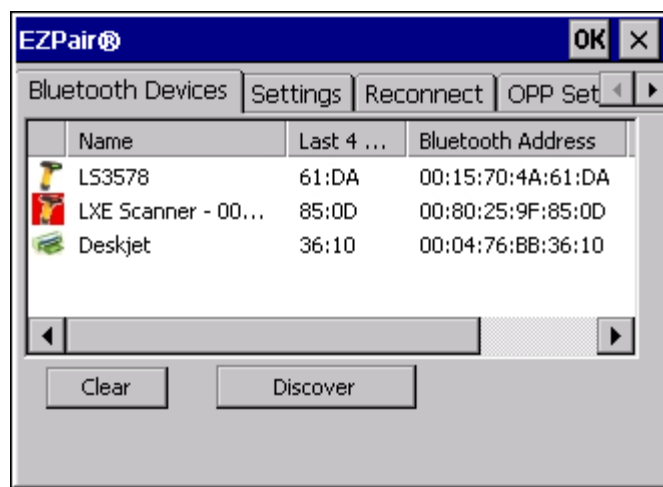 EZPair® OK ×
Bluetooth Devices Settings Reconnect OPP Set
Name Last 4 ... Bluetooth Address
LS3578 61:DA 00:15:70:4A:61:DA
LXE Scanner - 00... 85:0D 00:80:25:9F:85:0D
Deskjet 36:10 00:04:76:BB:36:10
Clear Discover